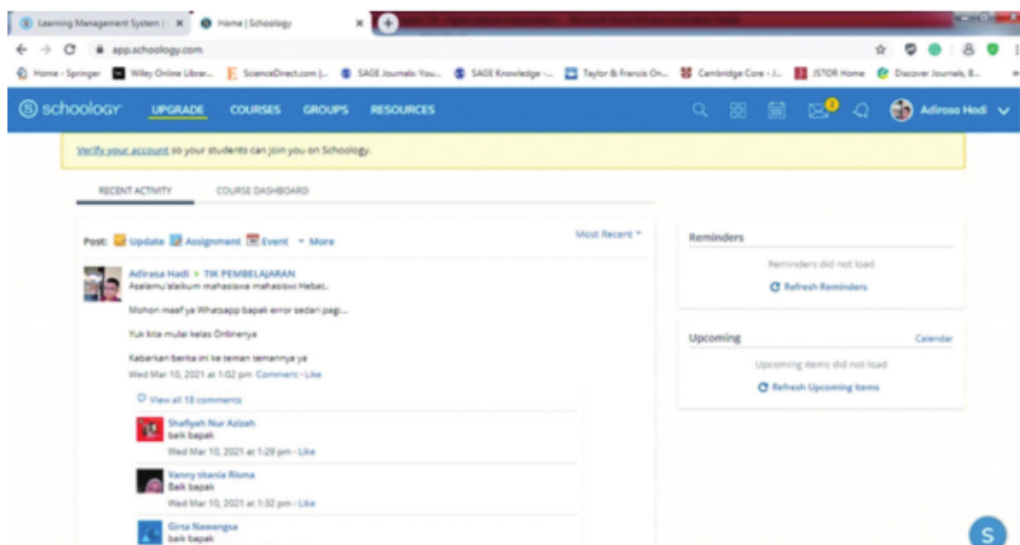 Learning Management System |
Home | Schoology
app.schoology.com
Home - Springer
Wiley Online Librar...
ScienceDirect.com |...
SAGE Journals: You...
SAGE Knowledge -...
Taylor & Francis On...
Cambridge Core - J...
JSTOR Home
Discover Journals, B...
S schoology
UPGRADE
COURSES
GROUPS
RESOURCES
Adirasa Hadi
Verify your account so your students can join you on Schoology.
RECENT ACTIVITY
COURSE DASHBOARD
Post: Update Assignment Event More
Most Recent
Adirasa Hadi ▸ TIK PEMBELAJARAN
Asalamu'alaikum mahasiswa mahasiswi Hebat..
Mohon maaf ya Whatsapp bapak error sedari pagi...
Yuk kita mulai kelas Onlinenya
Kabarkan berita ini ke teman temannya ya
Wed Mar 10, 2021 at 1:02 pm Comment · Like
View all 18 comments
Shafiyah Nur Azizah
baik bapak
Wed Mar 10, 2021 at 1:29 pm · Like
Vanny titania Risma
Baik bapak
Wed Mar 10, 2021 at 1:32 pm · Like
Girta Nawangsa
baik bapak
Reminders
Reminders did not load
Refresh Reminders
Upcoming
Calendar
Upcoming items did not load
Refresh Upcoming Items
S